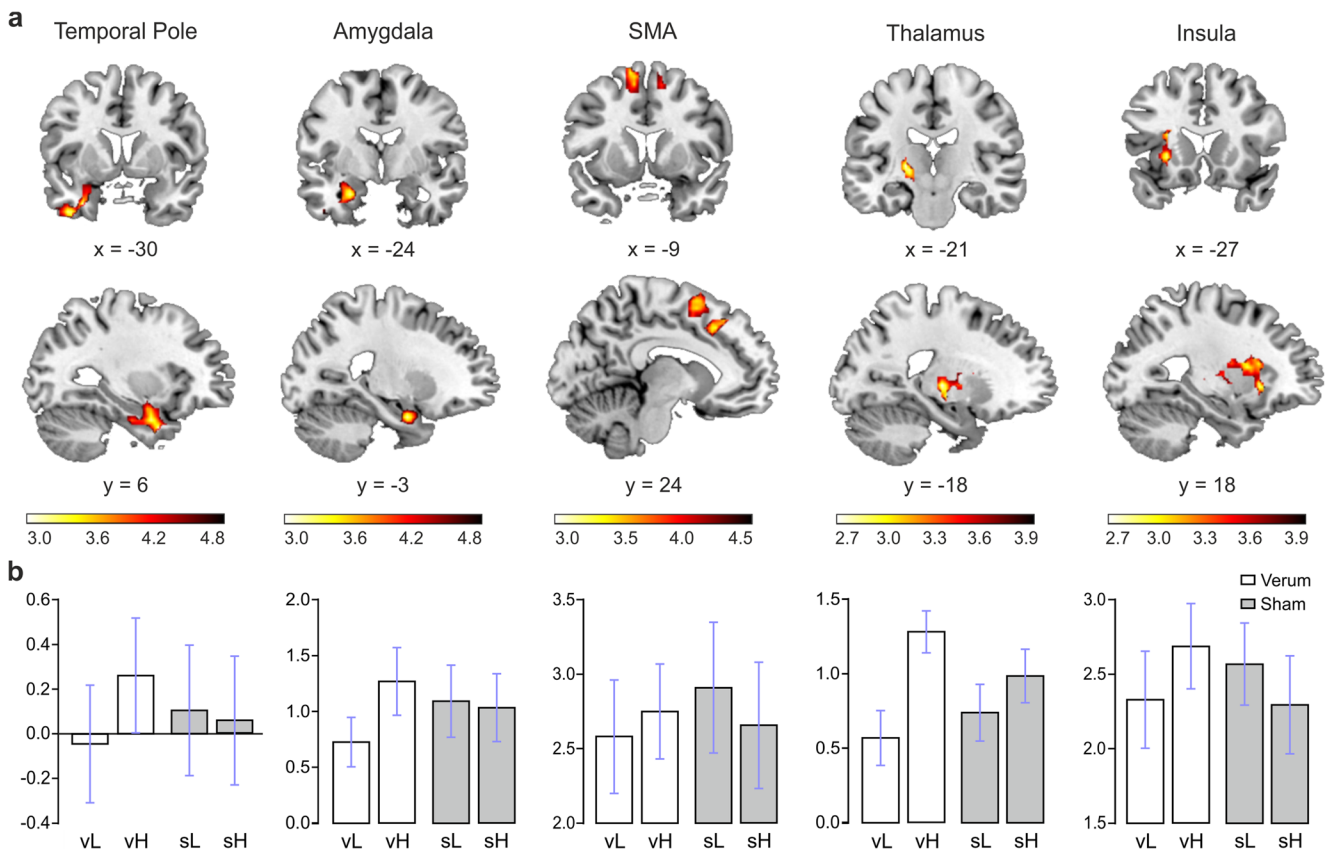 a
Temporal Pole Amygdala SMA Thalamus Insula
x = -30 x = -24 x = -9 x = -21 x = -27
y = 6 y = -3 y = 24 y = -18 y = 18
3.0 3.6 4.2 4.8 3.0 3.6 4.2 4.8 3.0 3.5 4.0 4.5 2.7 3.0 3.3 3.6 3.9 2.7 3.0 3.3 3.6 3.9
b
0.6
0.4
0.2
0.0
-0.2
-0.4
vL vH sL sH
2.0
1.5
1.0
0.5
0.0
vL vH sL sH
3.5
3.0
2.5
2.0
vL vH sL sH
1.5
1.0
0.5
0.0
vL vH sL sH
3.0
2.5
2.0
1.5
vL vH sL sH
Verum
Sham